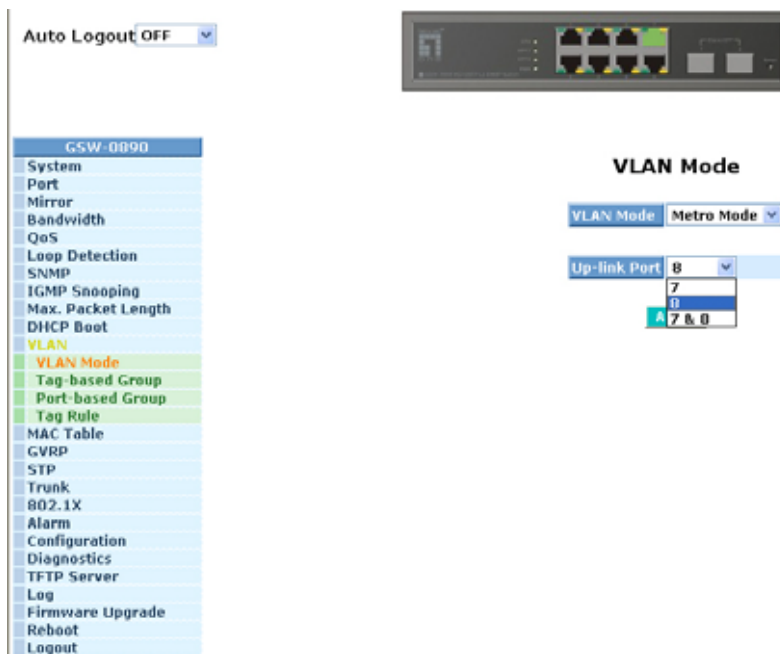 Auto Logout OFF
GSW-0890
System
Port
Mirror
Bandwidth
QoS
Loop Detection
SNMP
IGMP Snooping
Max. Packet Length
DHCP Boot
VLAN
VLAN Mode
Tag-based Group
Port-based Group
Tag Rule
MAC Table
GVRP
STP
Trunk
802.1X
Alarm
Configuration
Diagnostics
TFTP Server
Log
Firmware Upgrade
Reboot
Logout
VLAN Mode
VLAN Mode Metro Mode
Up-link Port 8
7
8
7 & 8
A